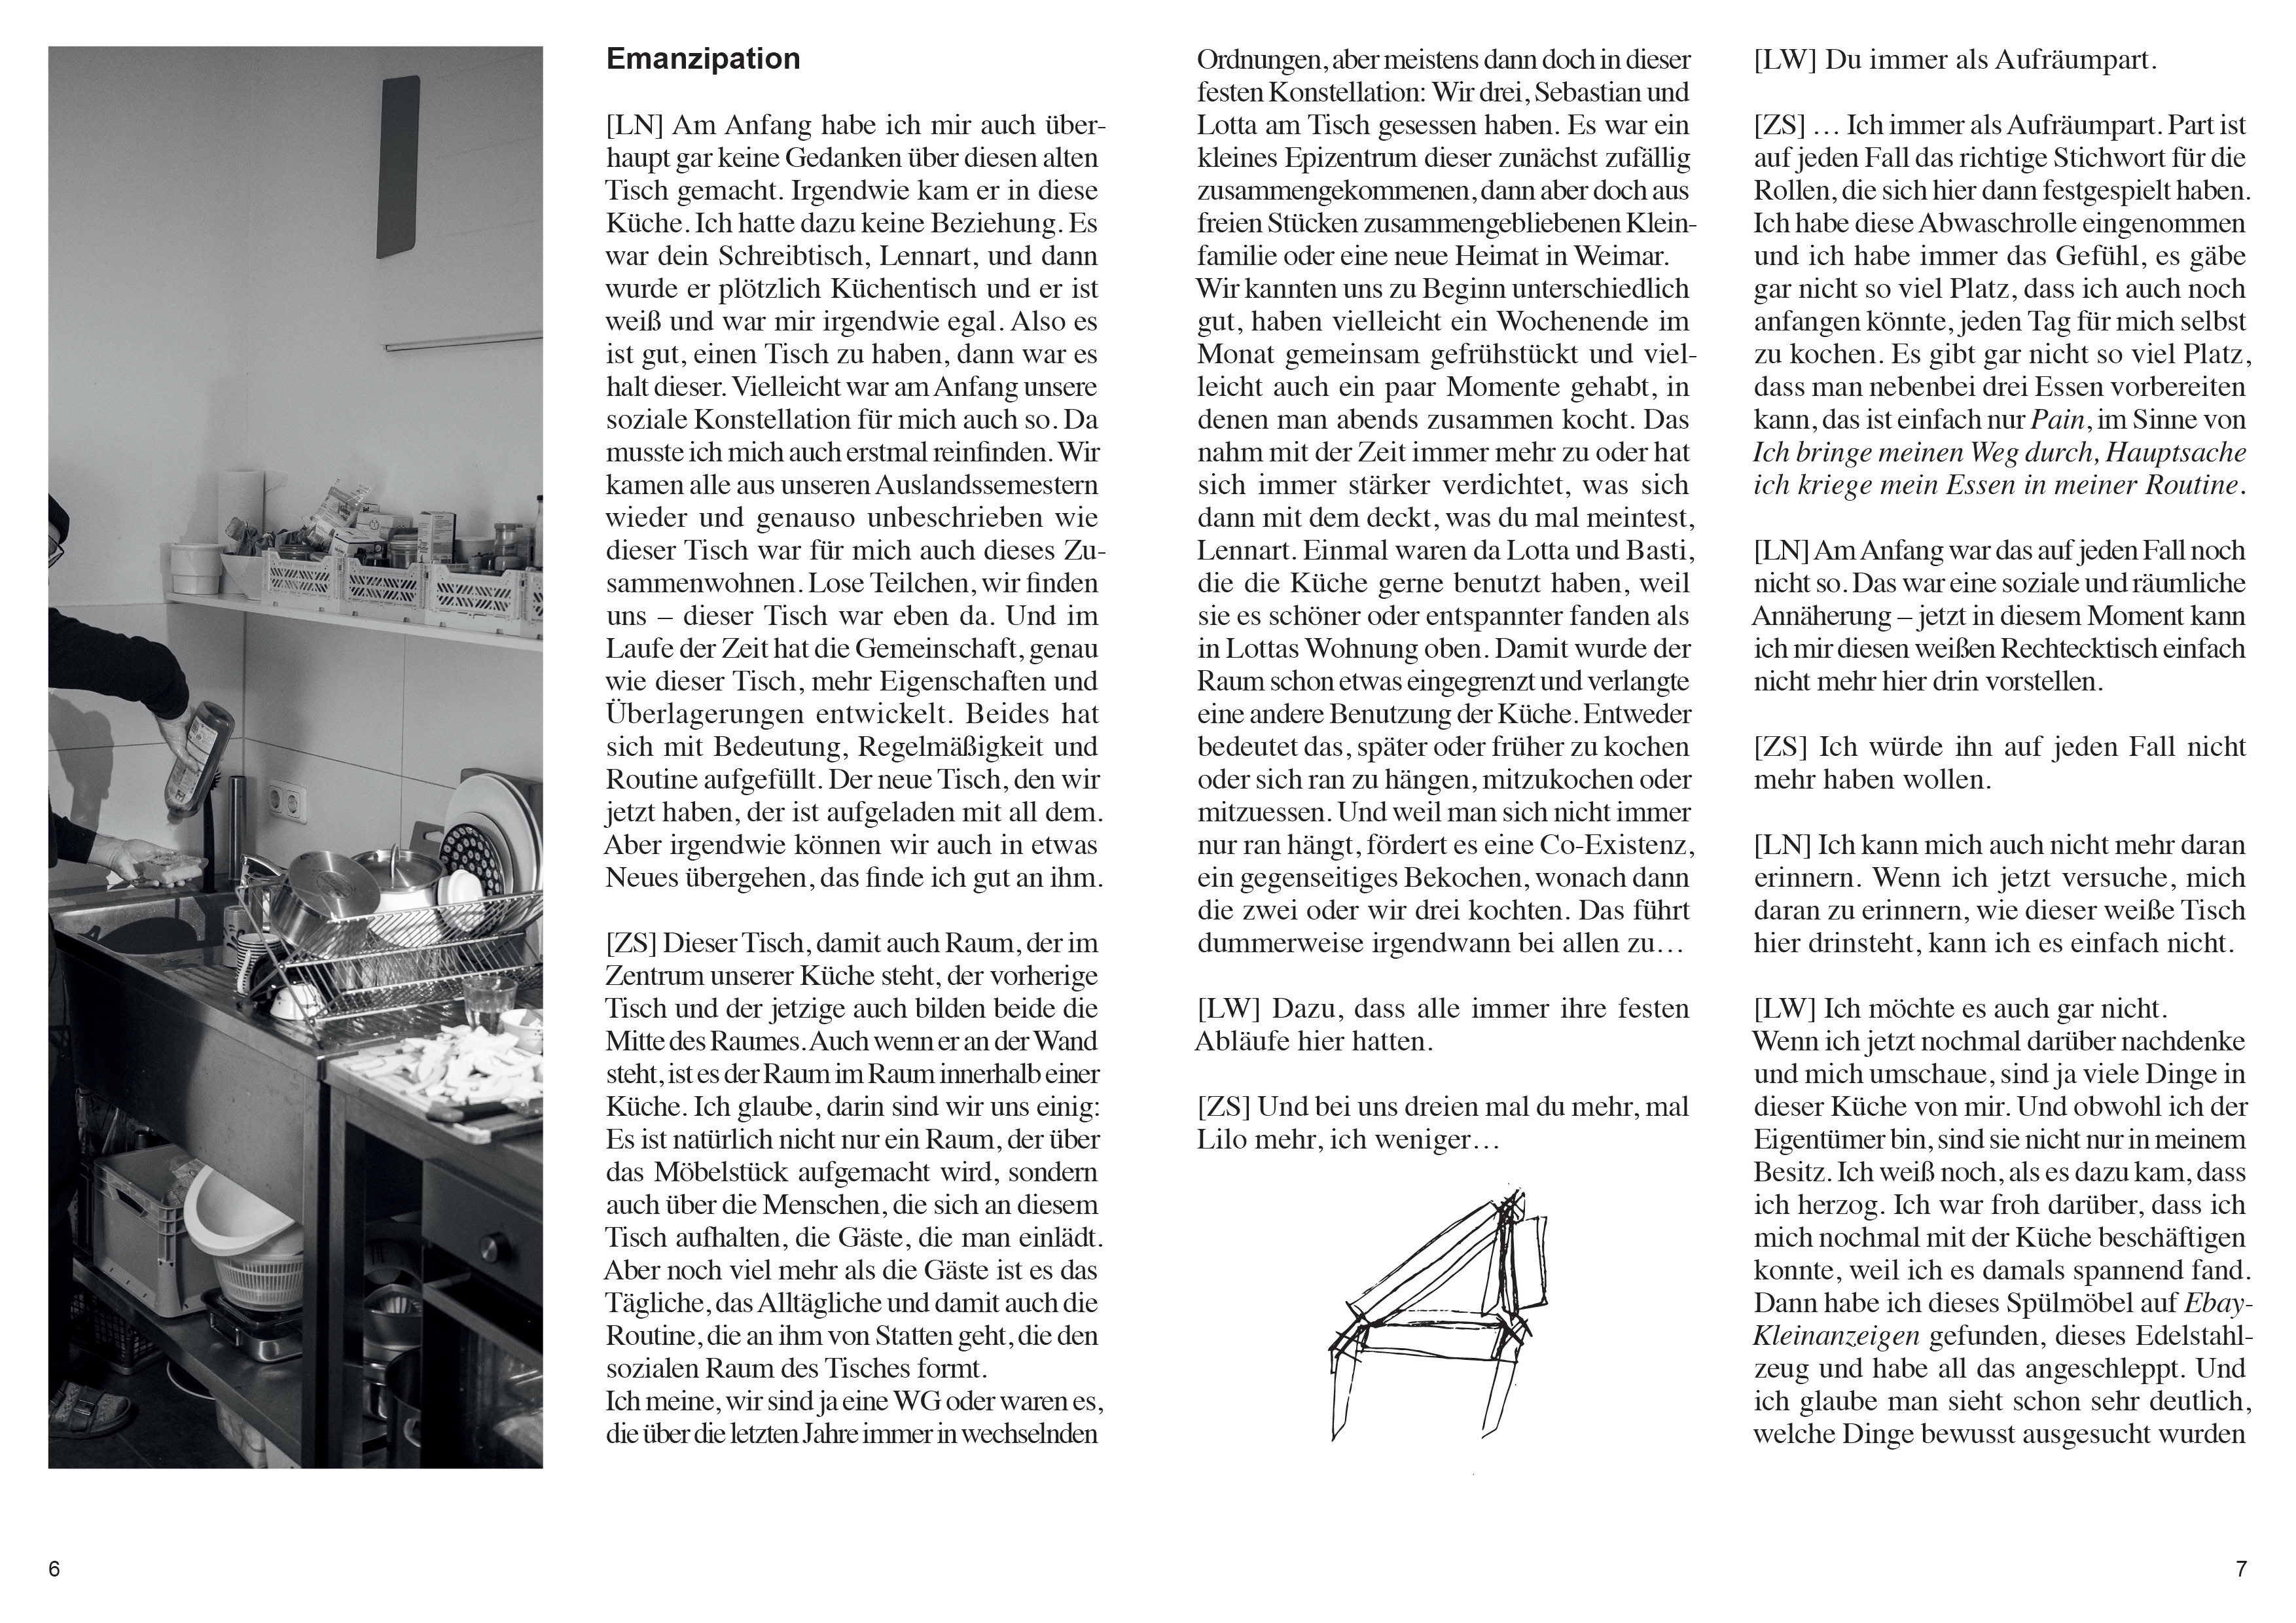 Emanzipation
[LN] Am Anfang habe ich mir auch über-
haupt gar keine Gedanken über diesen alten
Tisch gemacht. Irgendwie kam er in diese
Küche. Ich hatte dazu keine Beziehung. Es
war dein Schreibtisch, Lennart, und dann
wurde er plötzlich Küchentisch und er ist
weiß und war mir irgendwie egal. Also es
ist gut, einen Tisch zu haben, dann war es
halt dieser. Vielleicht war am Anfang unsere
soziale Konstellation für mich auch so. Da
musste ich mich auch erstmal reinfinden. Wir
kamen alle aus unseren Auslandssemestern
wieder und genauso unbeschrieben wie
dieser Tisch war für mich auch dieses Zu-
sammenwohnen. Lose Teilchen, wir finden
uns – dieser Tisch war eben da. Und im
Laufe der Zeit hat die Gemeinschaft, genau
wie dieser Tisch, mehr Eigenschaften und
Überlagerungen entwickelt. Beides hat
sich mit Bedeutung, Regelmäßigkeit und
Routine aufgefüllt. Der neue Tisch, den wir
jetzt haben, der ist aufgeladen mit all dem.
Aber irgendwie können wir auch in etwas
Neues übergehen, das finde ich gut an ihm.
[ZS] Dieser Tisch, damit auch Raum, der im
Zentrum unserer Küche steht, der vorherige
Tisch und der jetzige auch bilden beide die
Mitte des Raumes. Auch wenn er an der Wand
steht, ist es der Raum im Raum innerhalb einer
Küche. Ich glaube, darin sind wir uns einig:
Es ist natürlich nicht nur ein Raum, der über
das Möbelstück aufgemacht wird, sondern
auch über die Menschen, die sich an diesem
Tisch aufhalten, die Gäste, die man einlädt.
Aber noch viel mehr als die Gäste ist es das
Tägliche, das Alltägliche und damit auch die
Routine, die an ihm von Statten geht, die den
sozialen Raum des Tisches formt.
Ich meine, wir sind ja eine WG oder waren es,
die über die letzten Jahre immer in wechselnden
Ordnungen, aber meistens dann doch in dieser
festen Konstellation: Wir drei, Sebastian und
Lotta am Tisch gesessen haben. Es war ein
kleines Epizentrum dieser zunächst zufällig
zusammengekommenen, dann aber doch aus
freien Stücken zusammengebliebenen Klein-
familie oder eine neue Heimat in Weimar.
Wir kannten uns zu Beginn unterschiedlich
gut, haben vielleicht ein Wochenende im
Monat gemeinsam gefrühstückt und viel-
leicht auch ein paar Momente gehabt, in
denen man abends zusammen kocht. Das
nahm mit der Zeit immer mehr zu oder hat
sich immer stärker verdichtet, was sich
dann mit dem deckt, was du mal meintest,
Lennart. Einmal waren da Lotta und Basti,
die die Küche gerne benutzt haben, weil
sie es schöner oder entspannter fanden als
in Lottas Wohnung oben. Damit wurde der
Raum schon etwas eingegrenzt und verlangte
eine andere Benutzung der Küche. Entweder
bedeutet das, später oder früher zu kochen
oder sich ran zu hängen, mitzukochen oder
mitzuessen. Und weil man sich nicht immer
nur ran hängt, fördert es eine Co-Existenz,
ein gegenseitiges Bekochen, wonach dann
die zwei oder wir drei kochten. Das führt
dummerweise irgendwann bei allen zu…
[LW] Dazu, dass alle immer ihre festen
Abläufe hier hatten.
[ZS] Und bei uns dreien mal du mehr, mal
Lilo mehr, ich weniger…
[LW] Du immer als Aufräumpart.
[ZS] … Ich immer als Aufräumpart. Part ist
auf jeden Fall das richtige Stichwort für die
Rollen, die sich hier dann festgespielt haben.
Ich habe diese Abwaschrolle eingenommen
und ich habe immer das Gefühl, es gäbe
gar nicht so viel Platz, dass ich auch noch
anfangen könnte, jeden Tag für mich selbst
zu kochen. Es gibt gar nicht so viel Platz,
dass man nebenbei drei Essen vorbereiten
kann, das ist einfach nur Pain, im Sinne von
Ich bringe meinen Weg durch, Hauptsache
ich kriege mein Essen in meiner Routine.
[LN] Am Anfang war das auf jeden Fall noch
nicht so. Das war eine soziale und räumliche
Annäherung – jetzt in diesem Moment kann
ich mir diesen weißen Rechtecktisch einfach
nicht mehr hier drin vorstellen.
[ZS] Ich würde ihn auf jeden Fall nicht
mehr haben wollen.
[LN] Ich kann mich auch nicht mehr daran
erinnern. Wenn ich jetzt versuche, mich
daran zu erinnern, wie dieser weiße Tisch
hier drinsteht, kann ich es einfach nicht.
[LW] Ich möchte es auch gar nicht.
Wenn ich jetzt nochmal darüber nachdenke
und mich umschaue, sind ja viele Dinge in
dieser Küche von mir. Und obwohl ich der
Eigentümer bin, sind sie nicht nur in meinem
Besitz. Ich weiß noch, als es dazu kam, dass
ich herzog. Ich war froh darüber, dass ich
mich nochmal mit der Küche beschäftigen
konnte, weil ich es damals spannend fand.
Dann habe ich dieses Spülmöbel auf Ebay-
Kleinanzeigen gefunden, dieses Edelstahl-
zeug und habe all das angeschleppt. Und
ich glaube man sieht schon sehr deutlich,
welche Dinge bewusst ausgesucht wurden
6
7